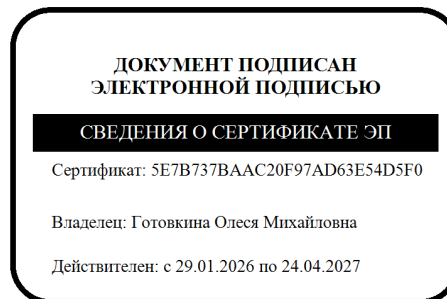 ДОКУМЕНТ ПОДПИСАН
ЭЛЕКТРОННОЙ ПОДПИСЬЮ
СВЕДЕНИЯ О СЕРТИФИКАТЕ ЭП
Сертификат: 5E7B737BAAC20F97AD63E54D5F0
Владелец: Готовкина Олеся Михайловна
Действителен: с 29.01.2026 по 24.04.2027